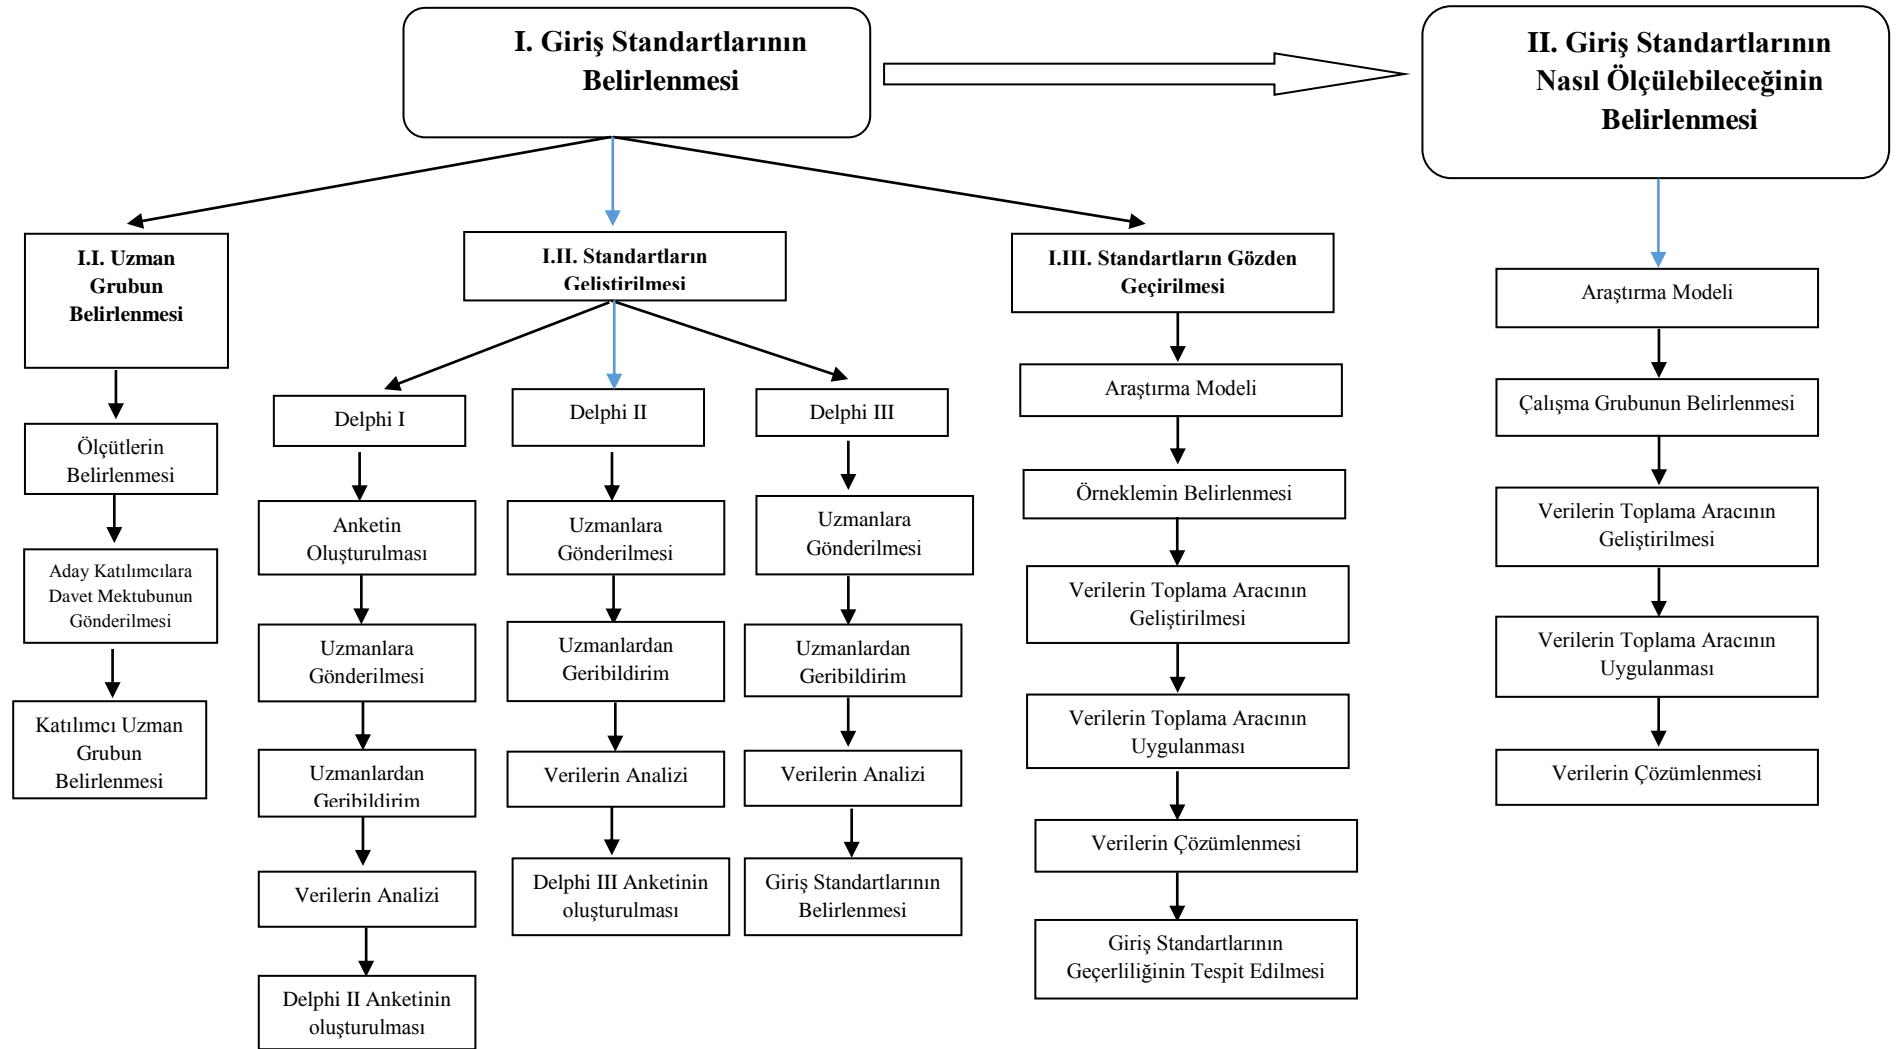 I. Giriş Standartlarının
Belirlenmesi
II. Giriş Standartlarının
Nasıl Ölçülebileceğinin
Belirlenmesi
I.I. Uzman
Grubun
Belirlenmesi
Ölçütlerin
Belirlenmesi
Aday Katılımcılara
Davet Mektubunun
Gönderilmesi
Katılımcı Uzman
Grubun
Belirlenmesi
I.II. Standartların
Geliştirilmesi
Delphi I
Anketin
Oluşturulması
Uzmanlara
Gönderilmesi
Uzmanlardan
Geribildirim
Verilerin Analizi
Delphi II Anketinin
oluşturulması
Delphi II
Uzmanlara
Gönderilmesi
Uzmanlardan
Geribildirim
Verilerin Analizi
Delphi III Anketinin
oluşturulması
Delphi III
Uzmanlara
Gönderilmesi
Uzmanlardan
Geribildirim
Verilerin Analizi
Giriş Standartlarının
Belirlenmesi
I.III. Standartların Gözden
Geçirilmesi
Araştırma Modeli
Örneklemin Belirlenmesi
Verilerin Toplama Aracının
Geliştirilmesi
Verilerin Toplama Aracının
Uygulanması
Verilerin Çözümlenmesi
Giriş Standartlarının
Geçerliliğinin Tespit Edilmesi
Araştırma Modeli
Çalışma Grubunun Belirlenmesi
Verilerin Toplama Aracının
Geliştirilmesi
Verilerin Toplama Aracının
Uygulanması
Verilerin Çözümlenmesi